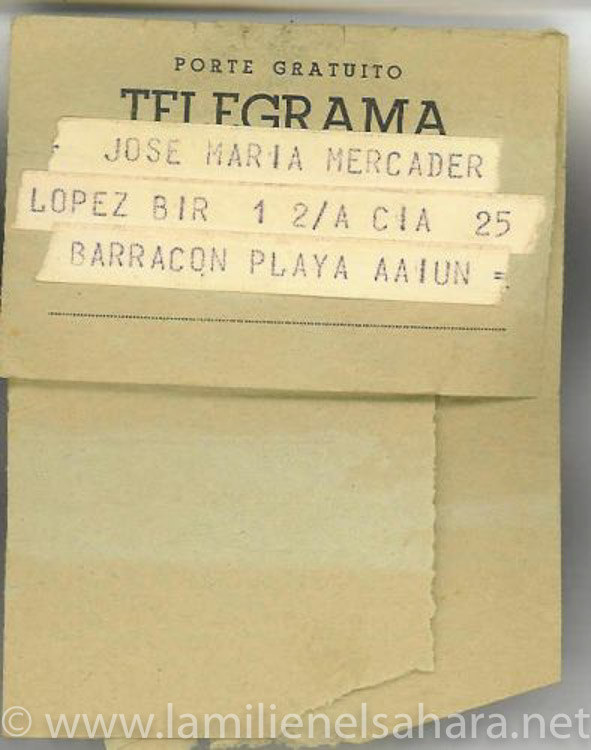 PORTE GRATUITO
TELEGRAMA
- JOSE MARIA MERCADER
LOPEZ BIR 1 2/A CIA 25
BARRACON PLAYA AAIUN =
© www.lamilienelsahara.net